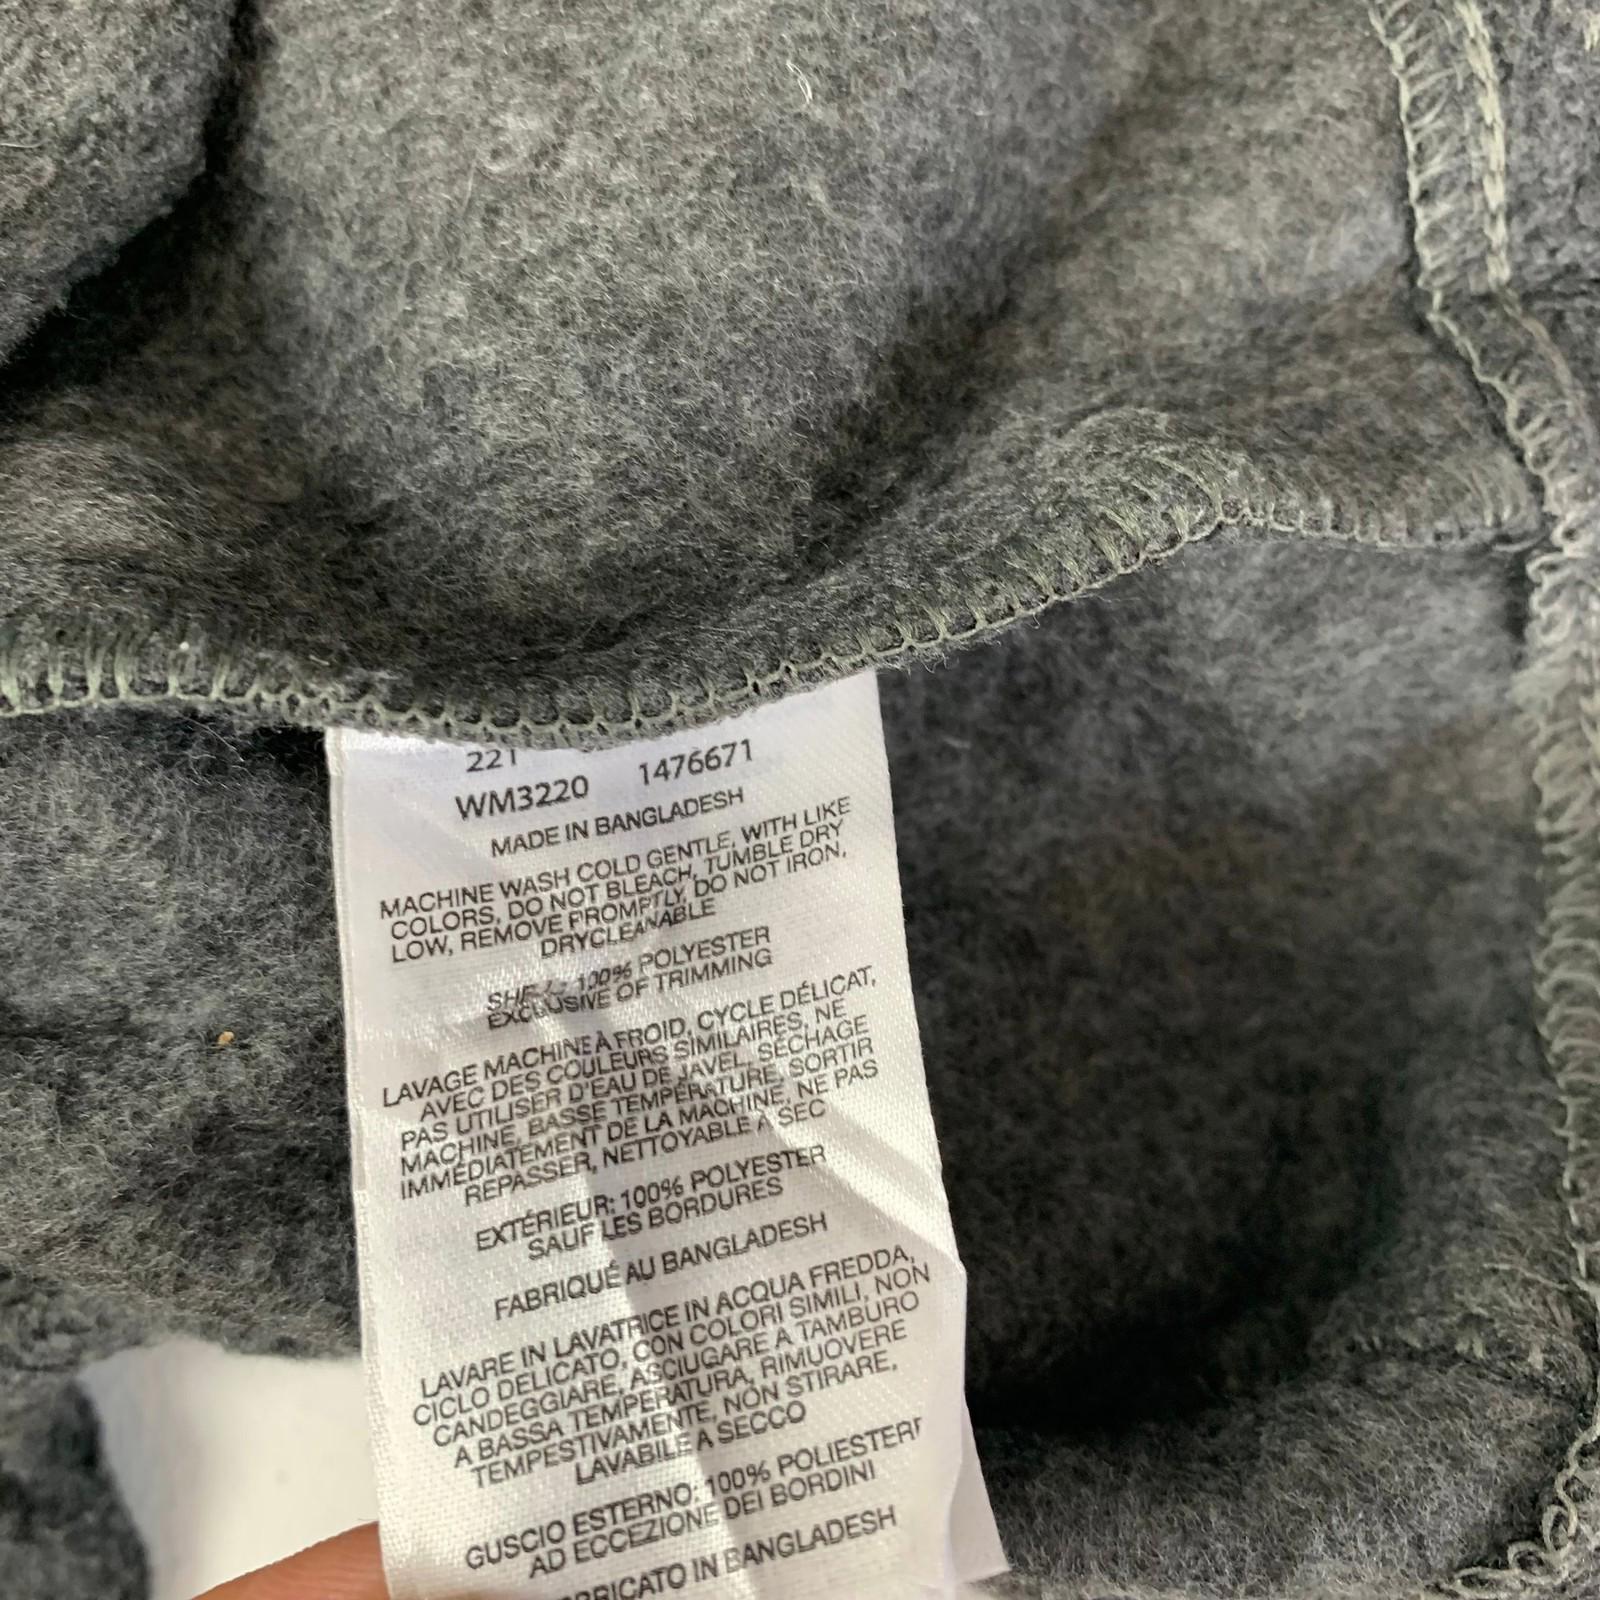 221
WM3220 1476671
MADE IN BANGLADESH
MACHINE WASH COLD GENTLE, WITH LIKE
COLORS, DO NOT BLEACH, TUMBLE DRY
LOW, REMOVE PROMPTLY, DO NOT IRON,
DRYCLEANABLE
100% POLYESTER
EXCLUSIVE OF TRIMMING
LAVAGE MACHINE À FROID, CYCLE DÉLICAT,
AVEC DES COULEURS SIMILAIRES, NE
PAS UTILISER D'EAU DE JAVEL, SÉCHAGE
MACHINE, BASSE TEMPÉRATURE, SORTIR
IMMÉDIATEMENT DE LA MACHINE, NE PAS
REPASSER, NETTOYABLE À SEC
EXTÉRIEUR: 100% POLYESTER
SAUF LES BORDURES
FABRIQUÉ AU BANGLADESH
LAVARE IN LAVATRICE IN ACQUA FREDDA,
CICLO DELICATO, CON COLORI SIMILI, NON
CANDEGGIARE, ASCIUGARE A TAMBURO
A BASSA TEMPERATURA, RIMUOVERE
TEMPESTIVAMENTE, NON STIRARE,
LAVABILE A SECCO
GUSCIO ESTERNO: 100% POLIESTERE
AD ECCEZIONE DEI BORDINI
IN BANGLADESH